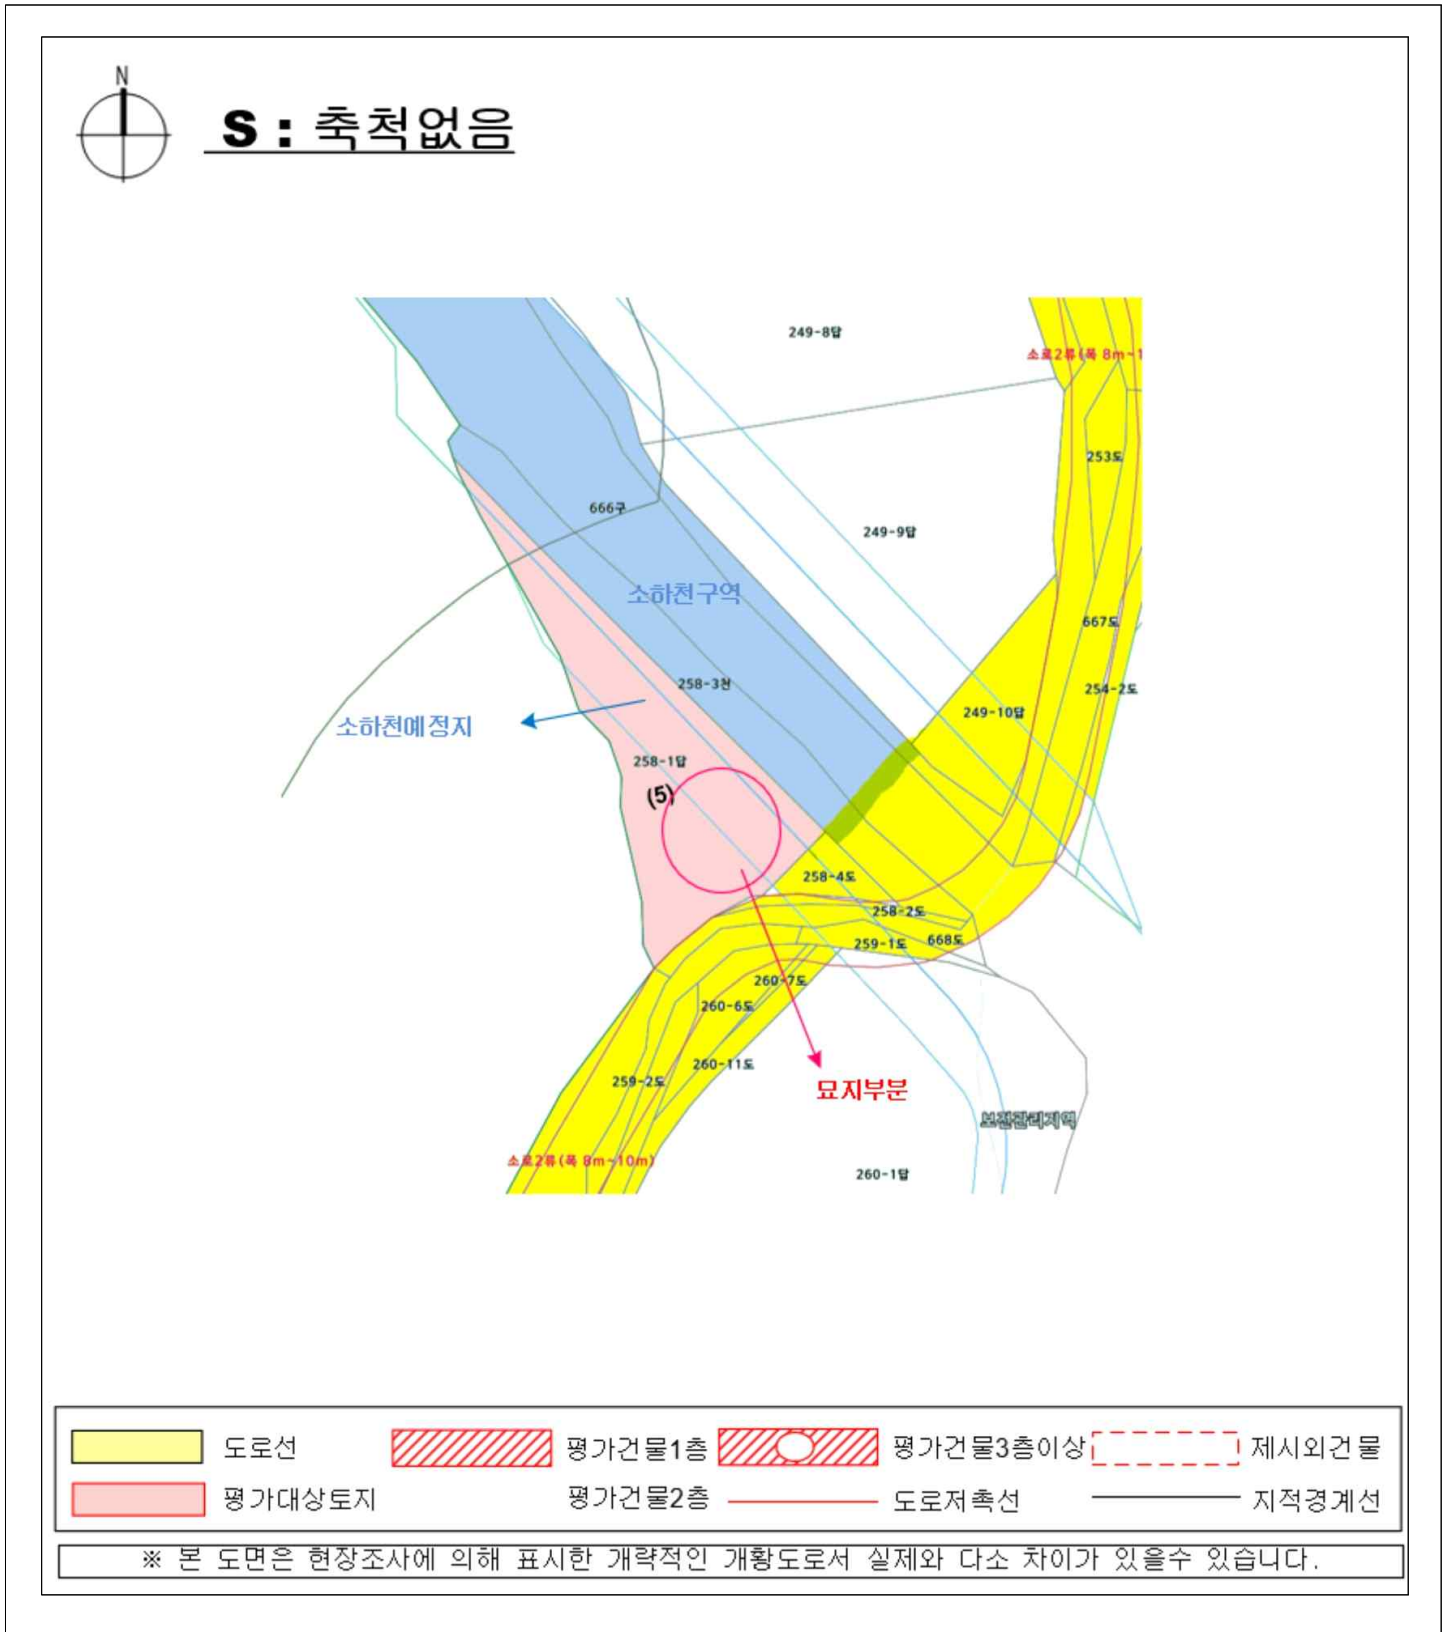 N
S : 축척없음
249-8답
소로2류(폭 8m~1
253도
666구
249-9답
소하천구역
667도
258-3천
254-2도
249-10답
소하천예정지
258-1답
(5)
258-4도
258-2도
259-1도
668도
260-7도
260-6도
260-11도
259-2도
묘지부분
보전관리지역
소로2류(폭 8m~10m)
260-1답
도로선 평가건물1층 평가건물3층이상 제시외건물
평가대상토지 평가건물2층 도로저촉선 지적경계선
※ 본 도면은 현장조사에 의해 표시한 개략적인 개황도로서 실제와 다소 차이가 있을수 있습니다.